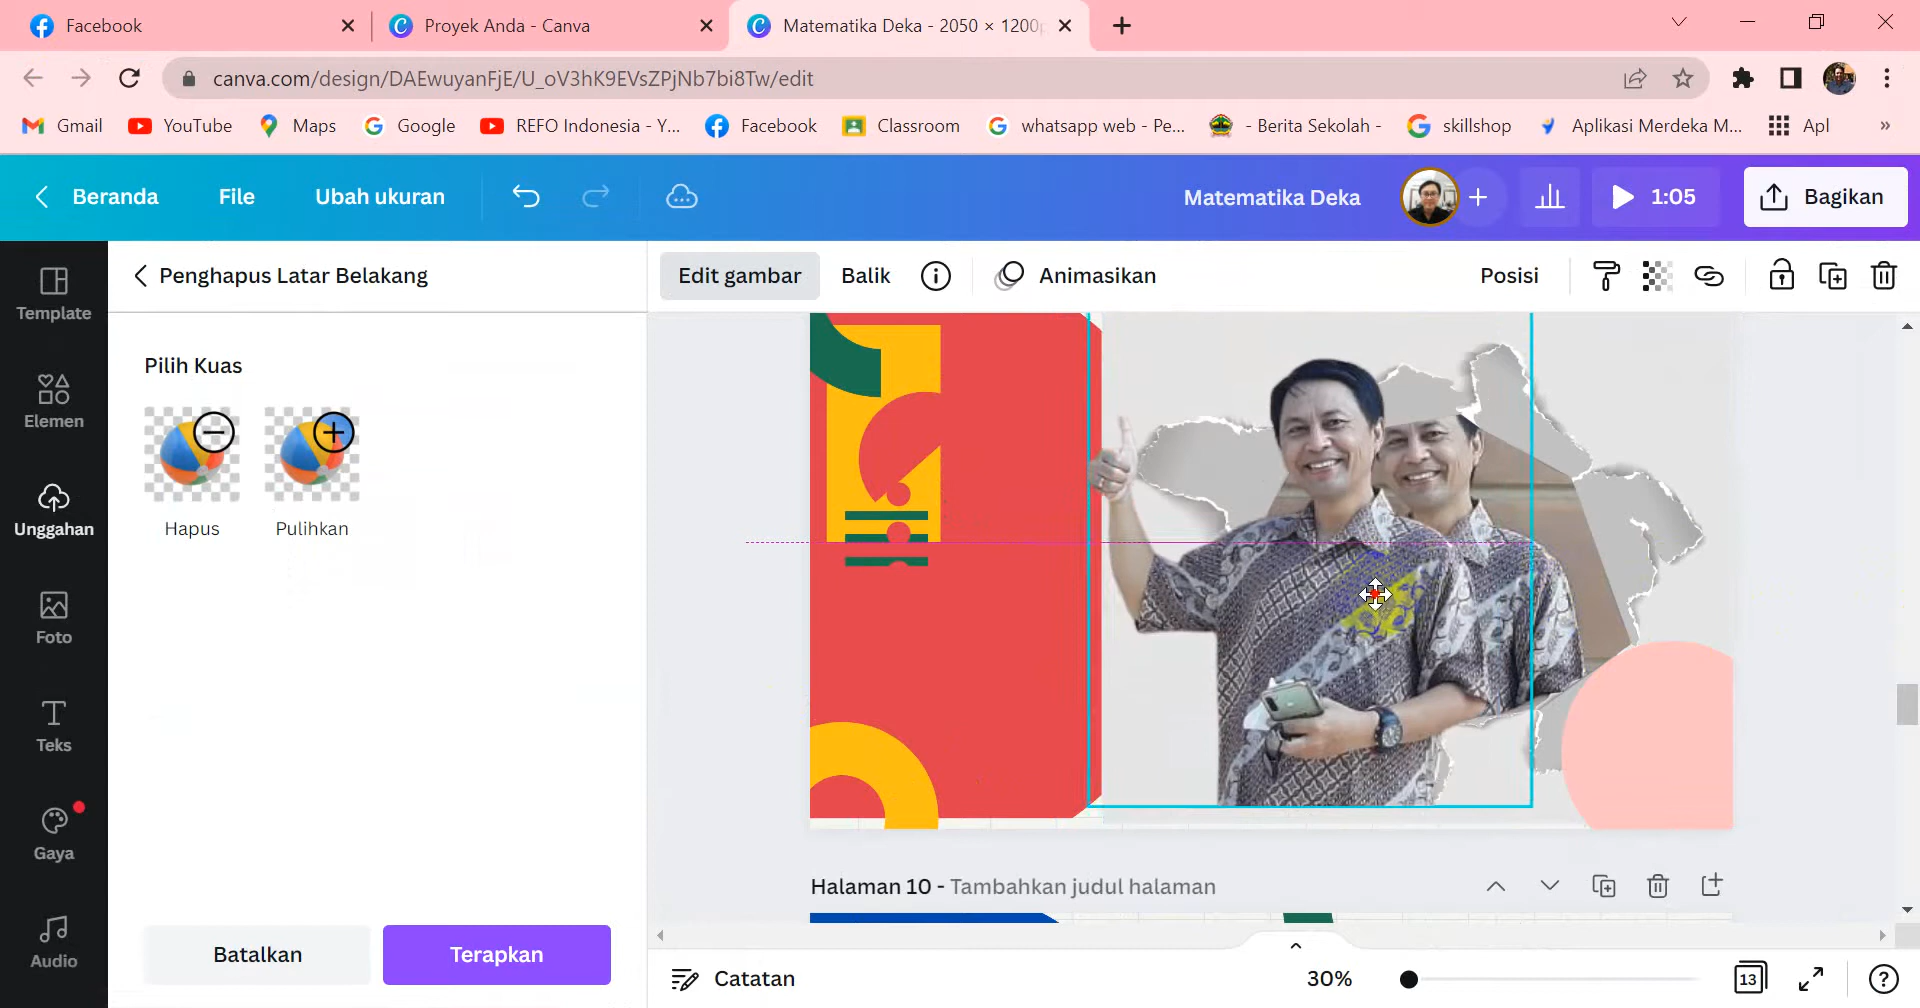 Facebook
Proyek Anda - Canva
Matematika Deka - 2050 × 1200p
canva.com/design/DAEwuyanFjE/U_oV3hK9EVsZPjNb7bi8Tw/edit
Gmail
YouTube
Maps
Google
REFO Indonesia - Y...
Facebook
Classroom
whatsapp web - Pe...
- Berita Sekolah -
skillshop
Aplikasi Merdeka M...
Apl
»
Beranda
File
Ubah ukuran
Matematika Deka
1:05
Bagikan
Template
Elemen
Unggahan
Foto
Teks
Gaya
Audio
Penghapus Latar Belakang
Pilih Kuas
Hapus
Pulihkan
Batalkan
Terapkan
Edit gambar
Balik
Animasikan
Posisi
Halaman 10 - Tambahkan judul halaman
Catatan
30%
13